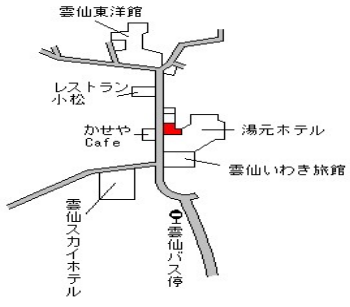 雲仙東洋館
レストラン
小松
かせや
Cafe
湯元ホテル
雲仙いわき旅館
雲仙スカイホテル
雲仙バス停